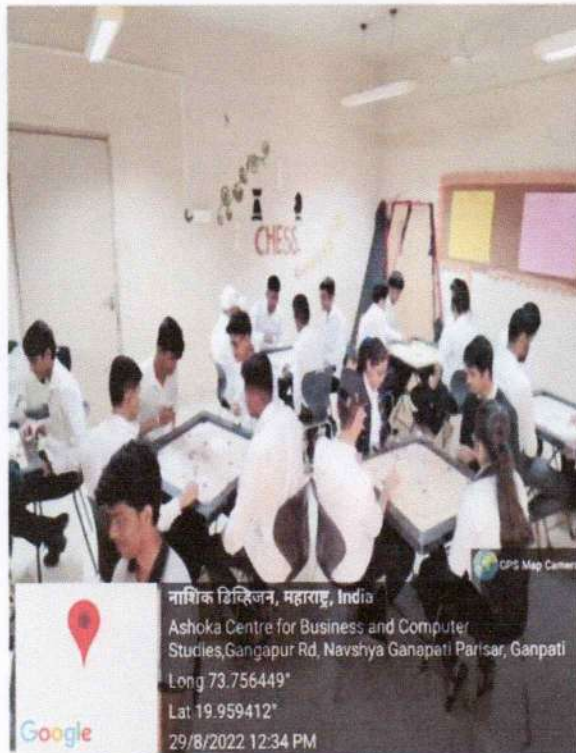 CHESS
GPS Map Camera
नाशिक डिव्हिजन, महाराष्ट्र, India
Ashoka Centre for Business and Computer
Studies,Gangapur Rd, Navshya Ganapati Parisar, Ganpati
Long 73.756449°
Lat 19.959412°
29/8/2022 12:34 PM
Google